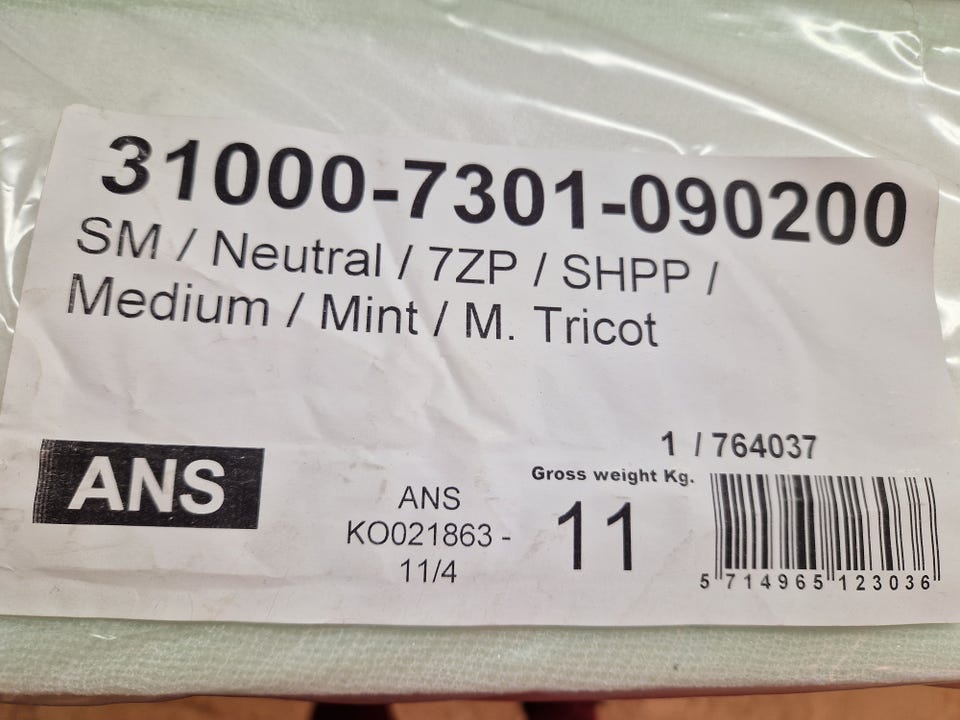 31000-7301-090200
SM / Neutral / 7ZP / SHPP /
Medium / Mint / M. Tricot
1 / 764037
Gross weight Kg.
ANS
ANS
KO021863 -
11/4
11
5 714965 123036